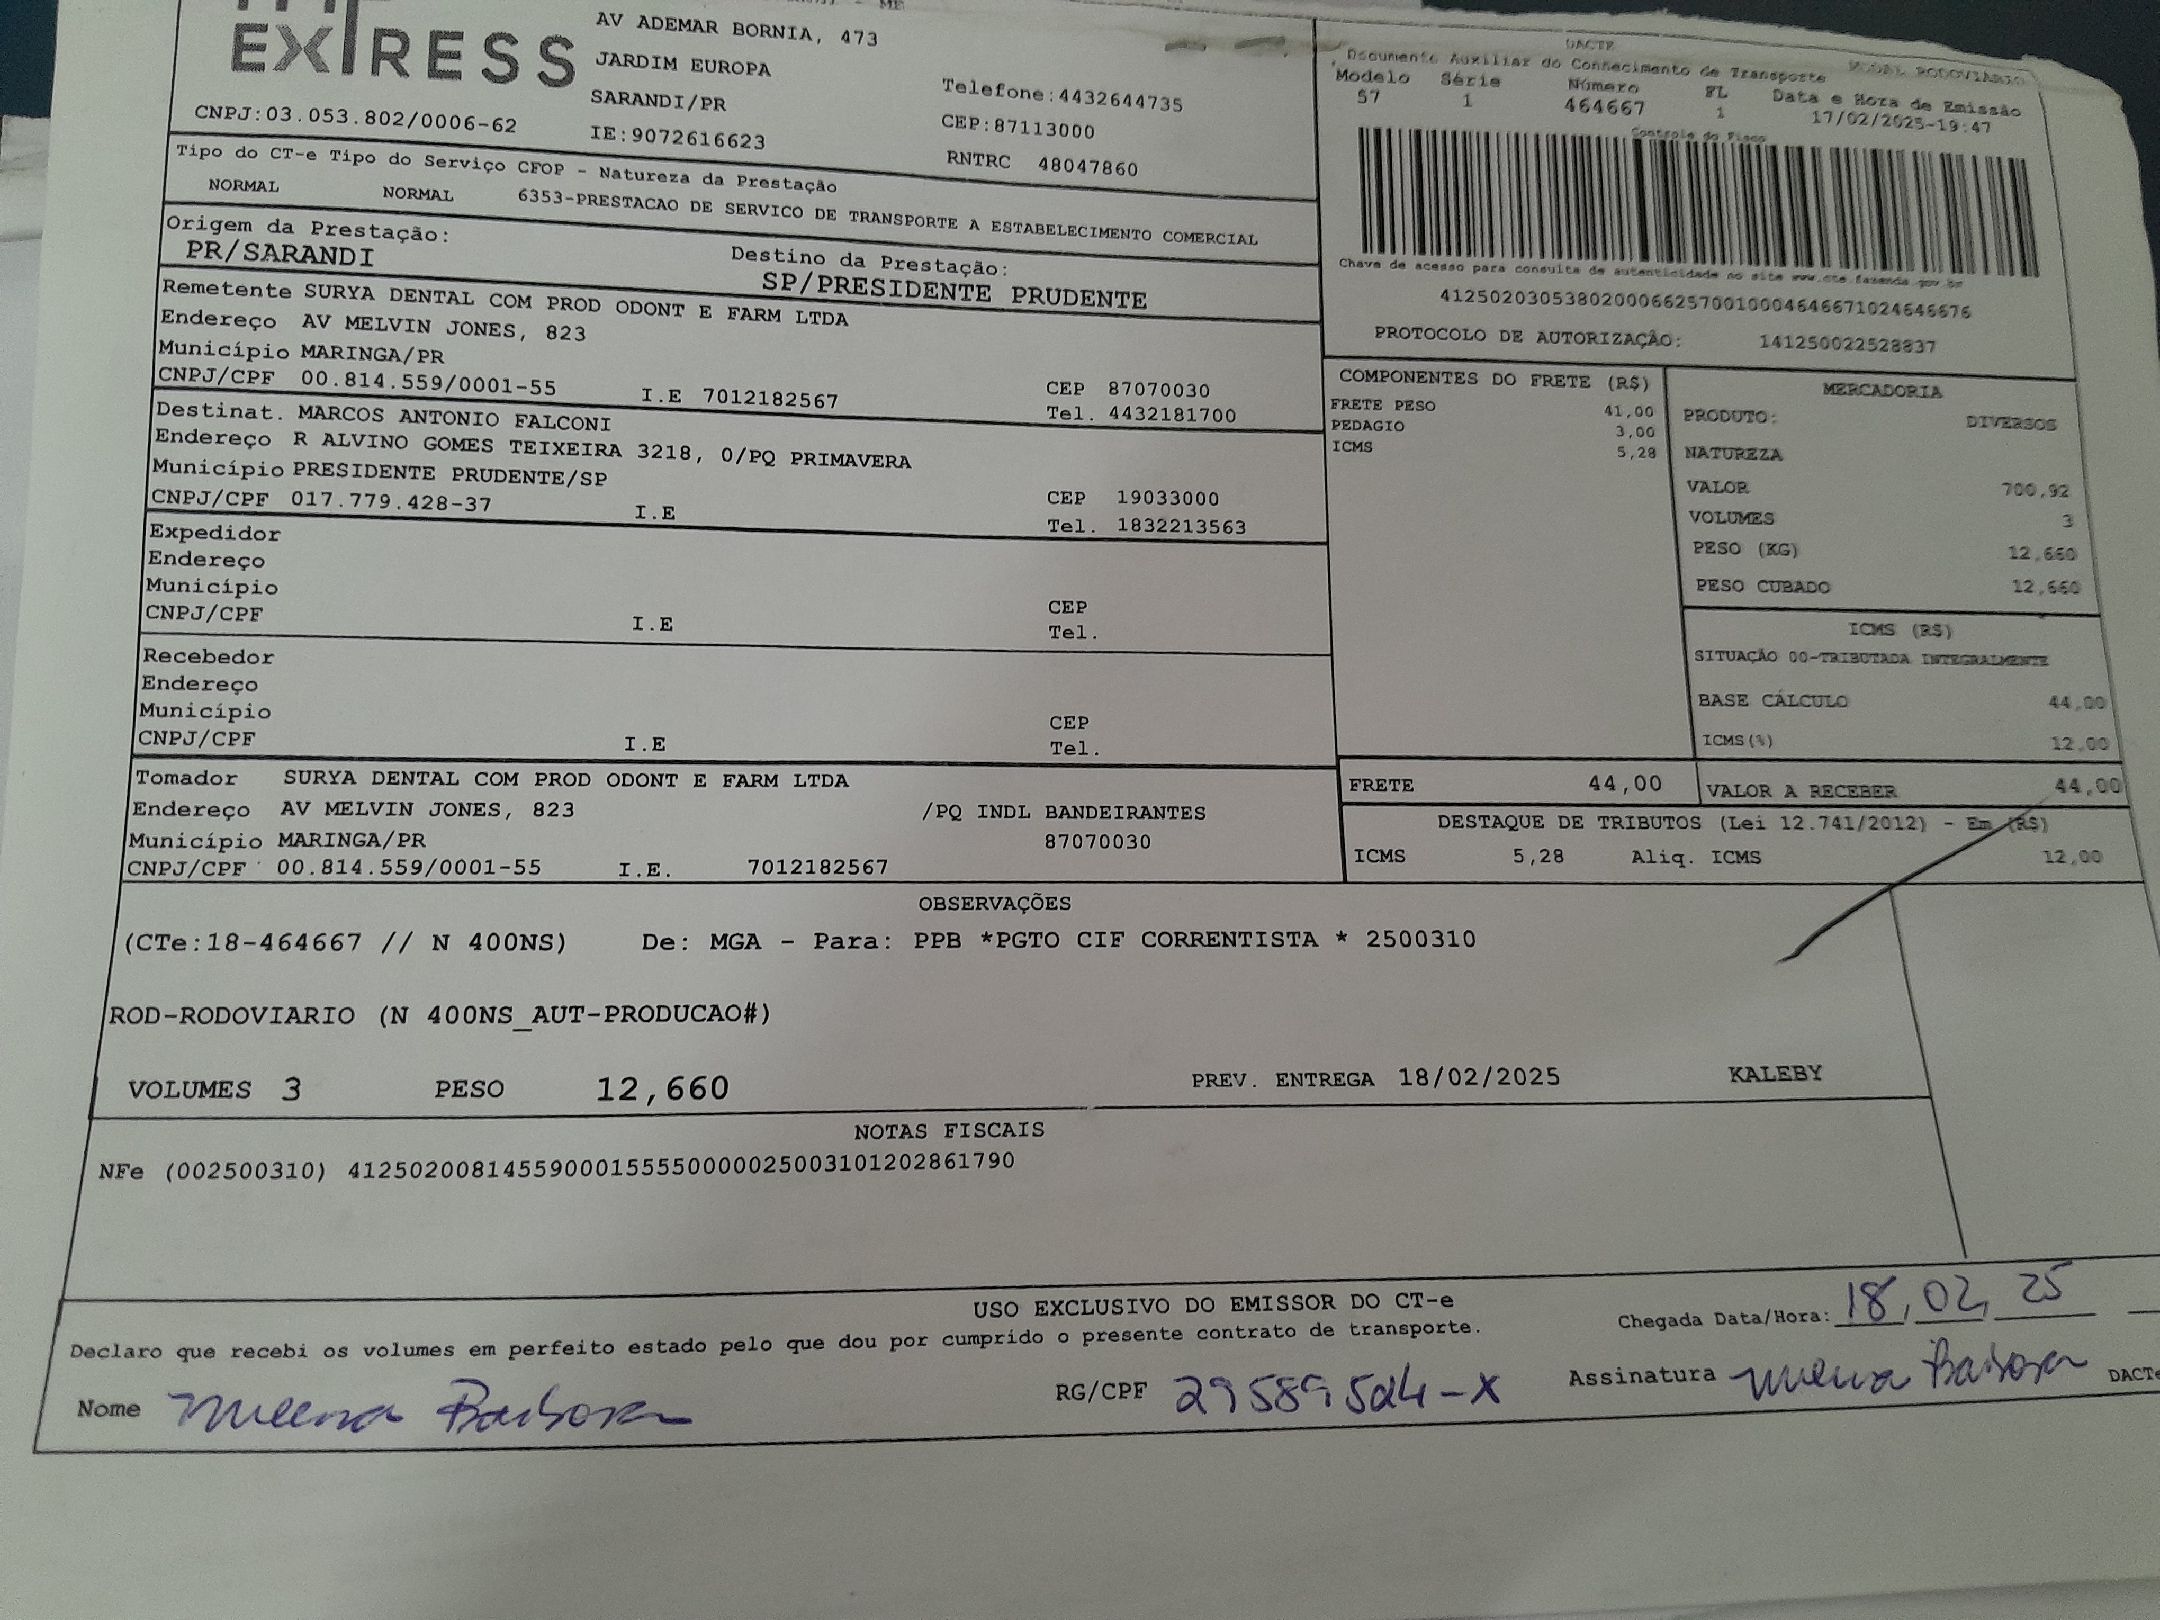 EXPRESS
AV ADEMAR BORNIA, 473
JARDIM EUROPA
SARANDI/PR
IE:9072616623
CNPJ:03.053.802/0006-62
Telefone:4432644735
CEP:87113000
RNTRC 48047860
DACTE
Documento Auxiliar do Conhecimento de Transporte MODAL RODOVIARIO
Modelo Série Número FL Data e Hora de Emissão
57 1 464667 1 17/02/2025-19:47
Controle do Fisco
Chave de acesso para consulta de autenticidade no site www.cte.fazenda.gov.br
41250203053802000662570010004646671024646676
PROTOCOLO DE AUTORIZAÇÃO: 141250022528837
Tipo do CT-e Tipo do Serviço CFOP - Natureza da Prestação
NORMAL NORMAL 6353-PRESTACAO DE SERVICO DE TRANSPORTE A ESTABELECIMENTO COMERCIAL
Origem da Prestação: Destino da Prestação:
PR/SARANDI SP/PRESIDENTE PRUDENTE
Remetente SURYA DENTAL COM PROD ODONT E FARM LTDA
Endereço AV MELVIN JONES, 823
Município MARINGA/PR CEP 87070030
CNPJ/CPF 00.814.559/0001-55 I.E 7012182567 Tel. 4432181700
Destinat. MARCOS ANTONIO FALCONI
Endereço R ALVINO GOMES TEIXEIRA 3218, 0/PQ PRIMAVERA
Município PRESIDENTE PRUDENTE/SP CEP 19033000
CNPJ/CPF 017.779.428-37 I.E Tel. 1832213563
Expedidor
Endereço
Município CEP
CNPJ/CPF I.E Tel.
Recebedor
Endereço
Município CEP
CNPJ/CPF I.E Tel.
Tomador SURYA DENTAL COM PROD ODONT E FARM LTDA
Endereço AV MELVIN JONES, 823 /PQ INDL BANDEIRANTES
Município MARINGA/PR 87070030
CNPJ/CPF 00.814.559/0001-55 I.E. 7012182567
COMPONENTES DO FRETE (R$)
FRETE PESO 41,00
PEDAGIO 3,00
ICMS 5,28
MERCADORIA
PRODUTO: DIVERSOS
NATUREZA
VALOR 700,92
VOLUMES 3
PESO (KG) 12,660
PESO CUBADO 12,660
ICMS (R$)
SITUAÇÃO 00-TRIBUTADA INTEGRALMENTE
BASE CÁLCULO 44,00
ICMS(%) 12,00
FRETE 44,00 VALOR A RECEBER 44,00
DESTAQUE DE TRIBUTOS (Lei 12.741/2012) - Em (R$)
ICMS 5,28 Aliq. ICMS 12,00
OBSERVAÇÕES
(CTe:18-464667 // N 400NS) De: MGA - Para: PPB *PGTO CIF CORRENTISTA * 2500310
ROD-RODOVIARIO (N 400NS_AUT-PRODUCAO#)
VOLUMES 3 PESO 12,660 PREV. ENTREGA 18/02/2025 KALEBY
NOTAS FISCAIS
NFe (002500310) 41250200814559000155550000025003101202861790
USO EXCLUSIVO DO EMISSOR DO CT-e
Chegada Data/Hora: 18,02,25
Declaro que recebi os volumes em perfeito estado pelo que dou por cumprido o presente contrato de transporte.
Nome Barbosa RG/CPF 29589524-X Assinatura Barbosa DACTe